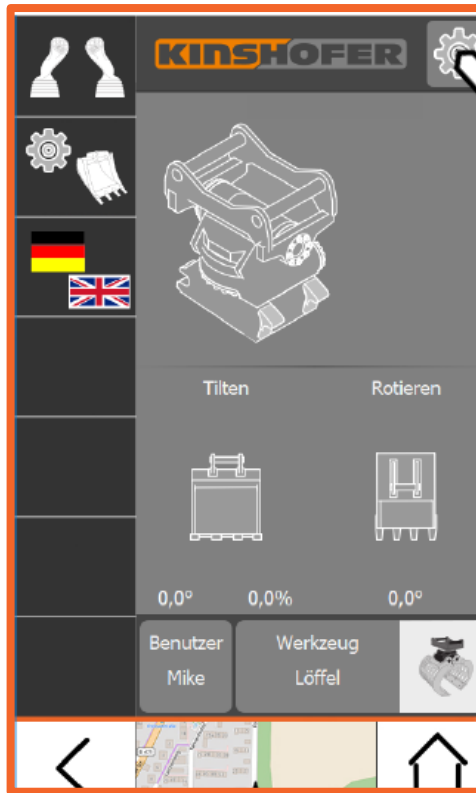 KINSHOFER
Tilten Rotieren
0,0° 0,0% 0,0°
Benutzer Werkzeug
Mike Löffel